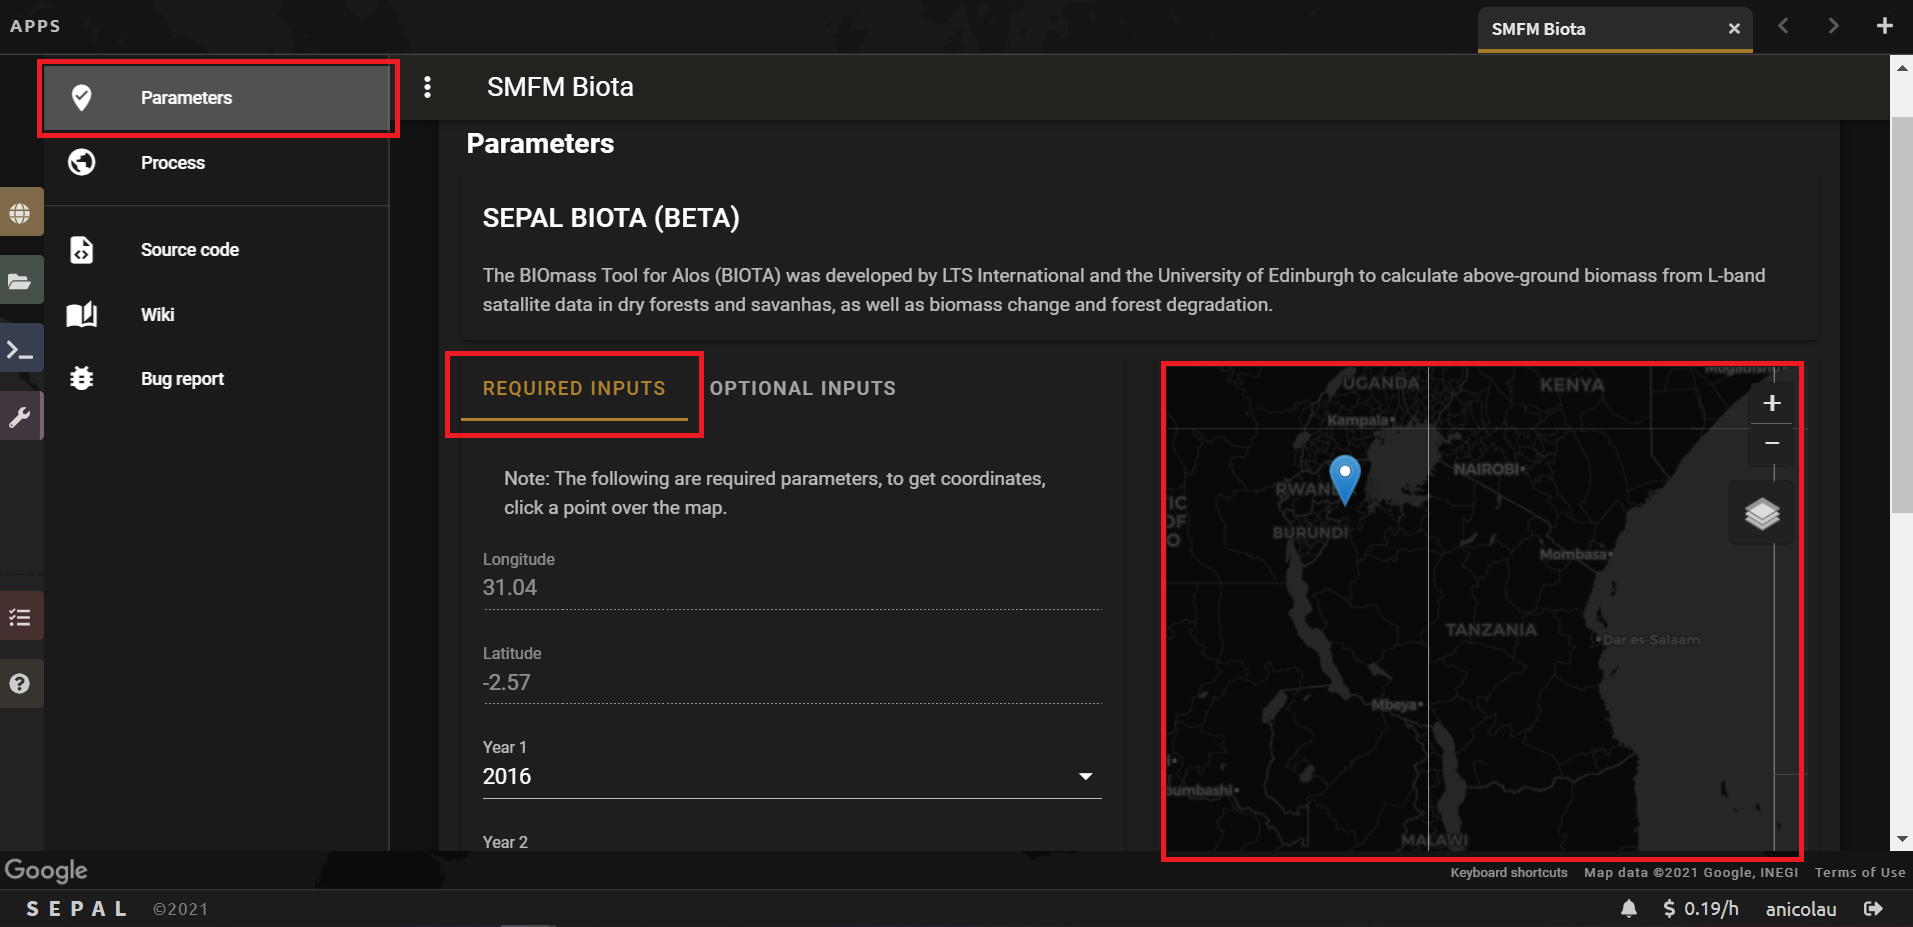 APPS
SMFM Biota
Parameters
SMFM Biota
Process
Source code
Wiki
Bug report
Parameters
SEPAL BIOTA (BETA)
The BIOmass Tool for Alos (BIOTA) was developed by LTS International and the University of Edinburgh to calculate above-ground biomass from L-band
satallite data in dry forests and savanhas, as well as biomass change and forest degradation.
REQUIRED INPUTS
OPTIONAL INPUTS
Note: The following are required parameters, to get coordinates,
click a point over the map.
Longitude
31.04
Latitude
-2.57
Year 1
2016
Year 2
Mogadishu
UGANDA
KENYA
Kampala
NAIROBI
RWAN
TIC
OF
O
BURUNDI
Mombasa
TANZANIA
Dar es-Salaam
Mbeya
oumbashi
MALAWI
+
−
Google
Keyboard shortcuts
Map data ©2021 Google, INEGI
Terms of Use
SEPAL ©2021
$ 0.19/h
anicolau